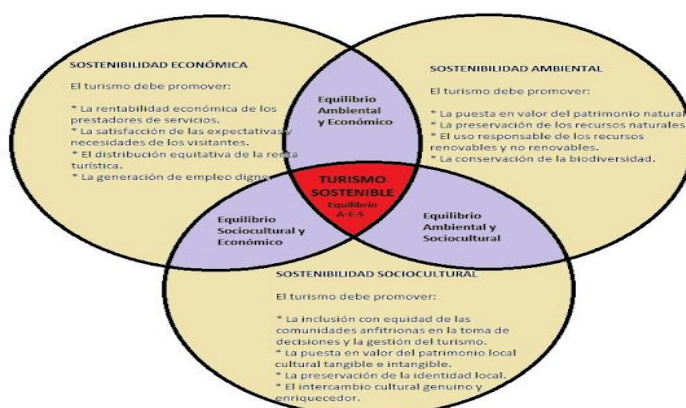 SOSTENIBILIDAD ECONÓMICA
El turismo debe promover:
* La rentabilidad económica de los
prestadores de servicios.
* La satisfacción de las expectativas y
necesidades de los visitantes.
* El distribución equitativa de la renta
turística.
* La generación de empleo digno.
Equilibrio
Ambiental
y Económico
SOSTENIBILIDAD AMBIENTAL
El turismo debe promover:
* La puesta en valor del patrimonio natural.
* La preservación de los recursos naturales.
* El uso responsable de los recursos
renovables y no renovables.
* La conservación de la biodiversidad.
TURISMO
SOSTENIBLE
Equilibrio
A-E-S
Equilibrio
Sociocultural y
Económico
Equilibrio
Ambiental y
Sociocultural
SOSTENIBILIDAD SOCIOCULTURAL
El turismo debe promover:
* La inclusión con equidad de las
comunidades anfitrionas en la toma de
decisiones y la gestión del turismo.
* La puesta en valor del patrimonio local
cultural tangible e intangible.
* La preservación de la identidad local.
* El intercambio cultural genuino y
enriquecedor.